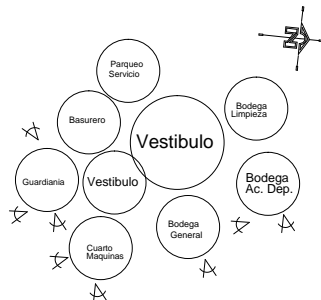 N
Parqueo
Servicio
Basurero
Vestibulo
Bodega
Limpieza
Guardiania
Vestibulo
Bodega
Ac. Dep.
Bodega
General
Cuarto
Maquinas